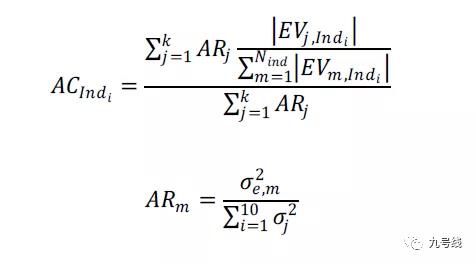 AC_{Ind_i} = \frac{\sum_{j=1}^{k} AR_j \frac{|EV_{j,Ind_i}|}{\sum_{m=1}^{N_{ind}} |EV_{m,Ind_i}|}}{\sum_{j=1}^{k} AR_j}
AR_m = \frac{\sigma_{e,m}^2}{\sum_{i=1}^{10} \sigma_j^2}
九号线